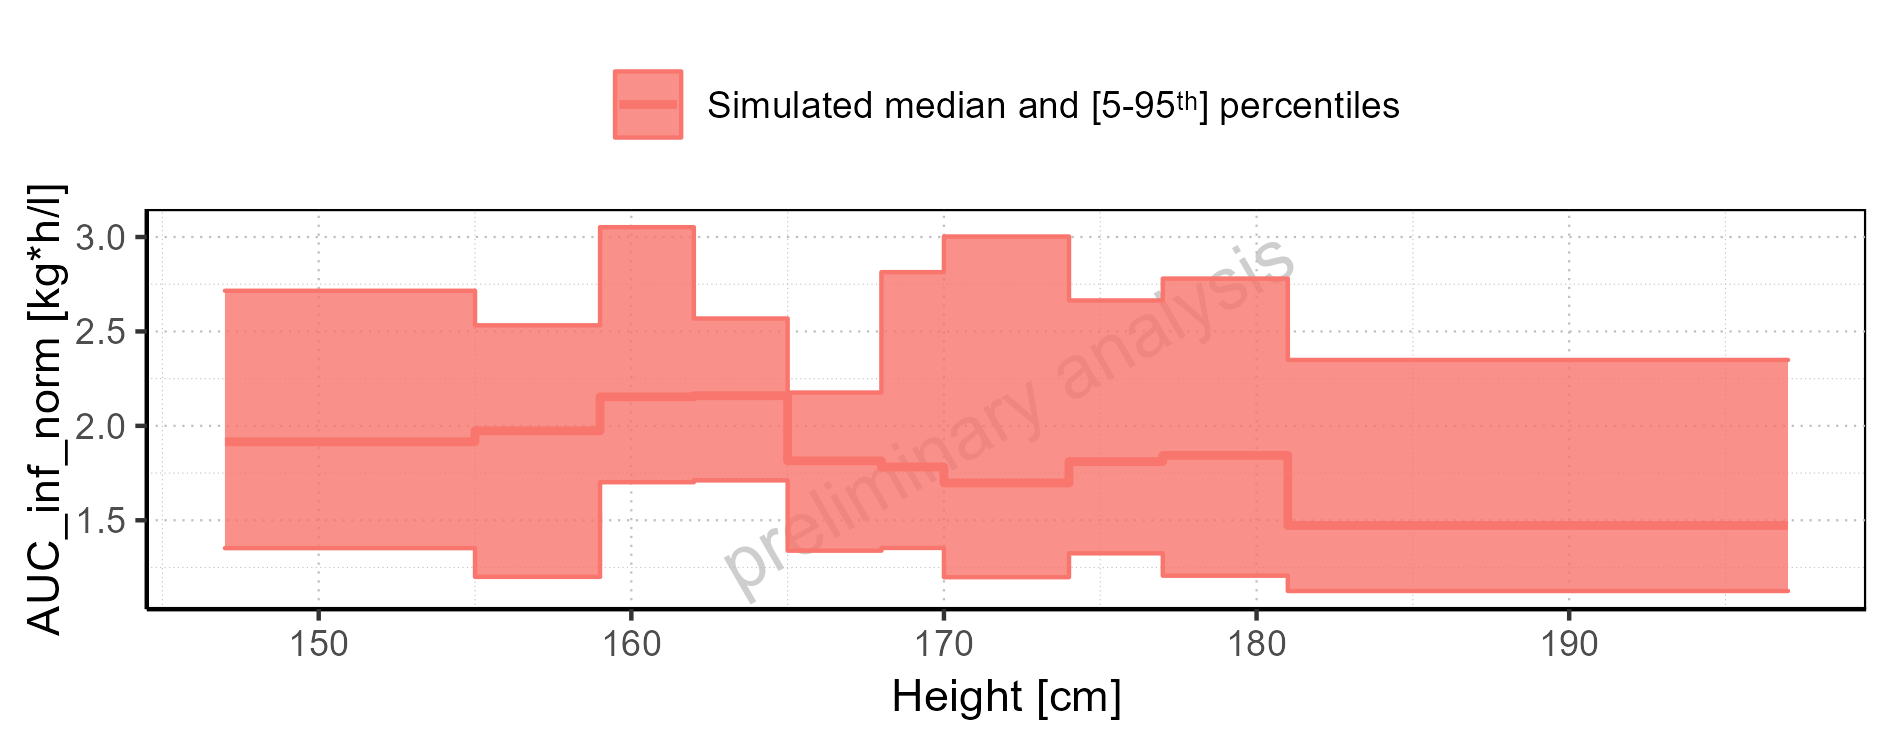 Simulated median and [5-95th] percentiles
AUC_inf_norm [kg*h/l]
3.0
2.5
2.0
1.5
preliminary analysis
150 160 170 180 190
Height [cm]